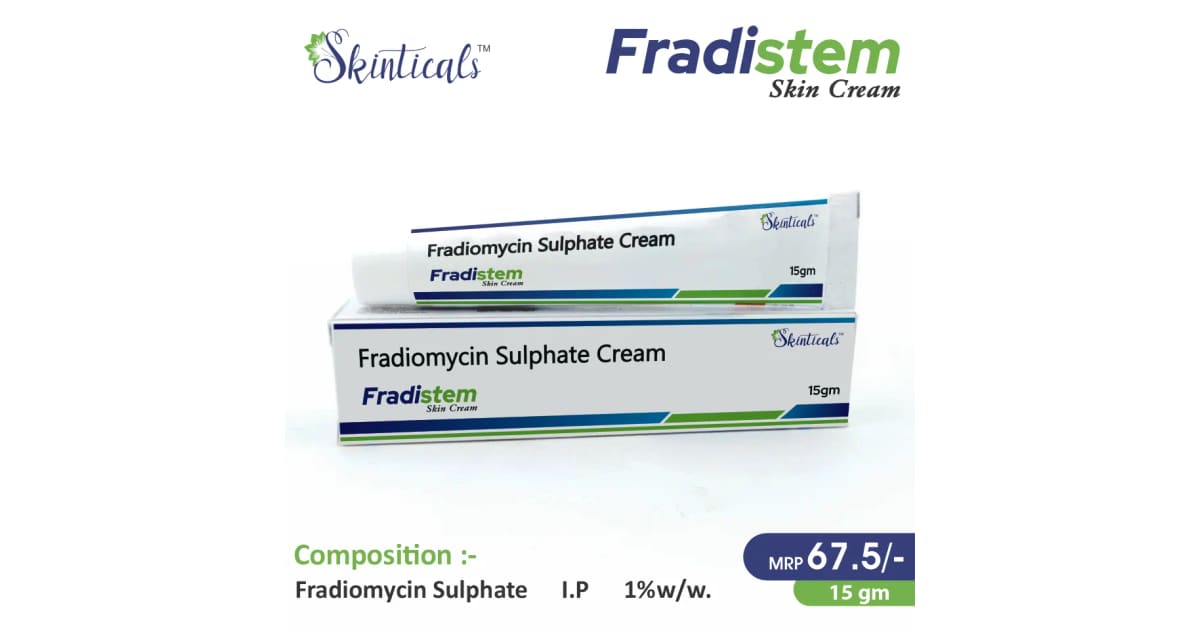 Skinticals™
Fradistem
Skin Cream
Skinticals™
Fradiomycin Sulphate Cream
Fradistem
Skin Cream
15gm
Skinticals™
Fradiomycin Sulphate Cream
Fradistem
Skin Cream
15gm
Composition :-
Fradiomycin Sulphate I.P 1%w/w.
MRP 67.5/-
15 gm